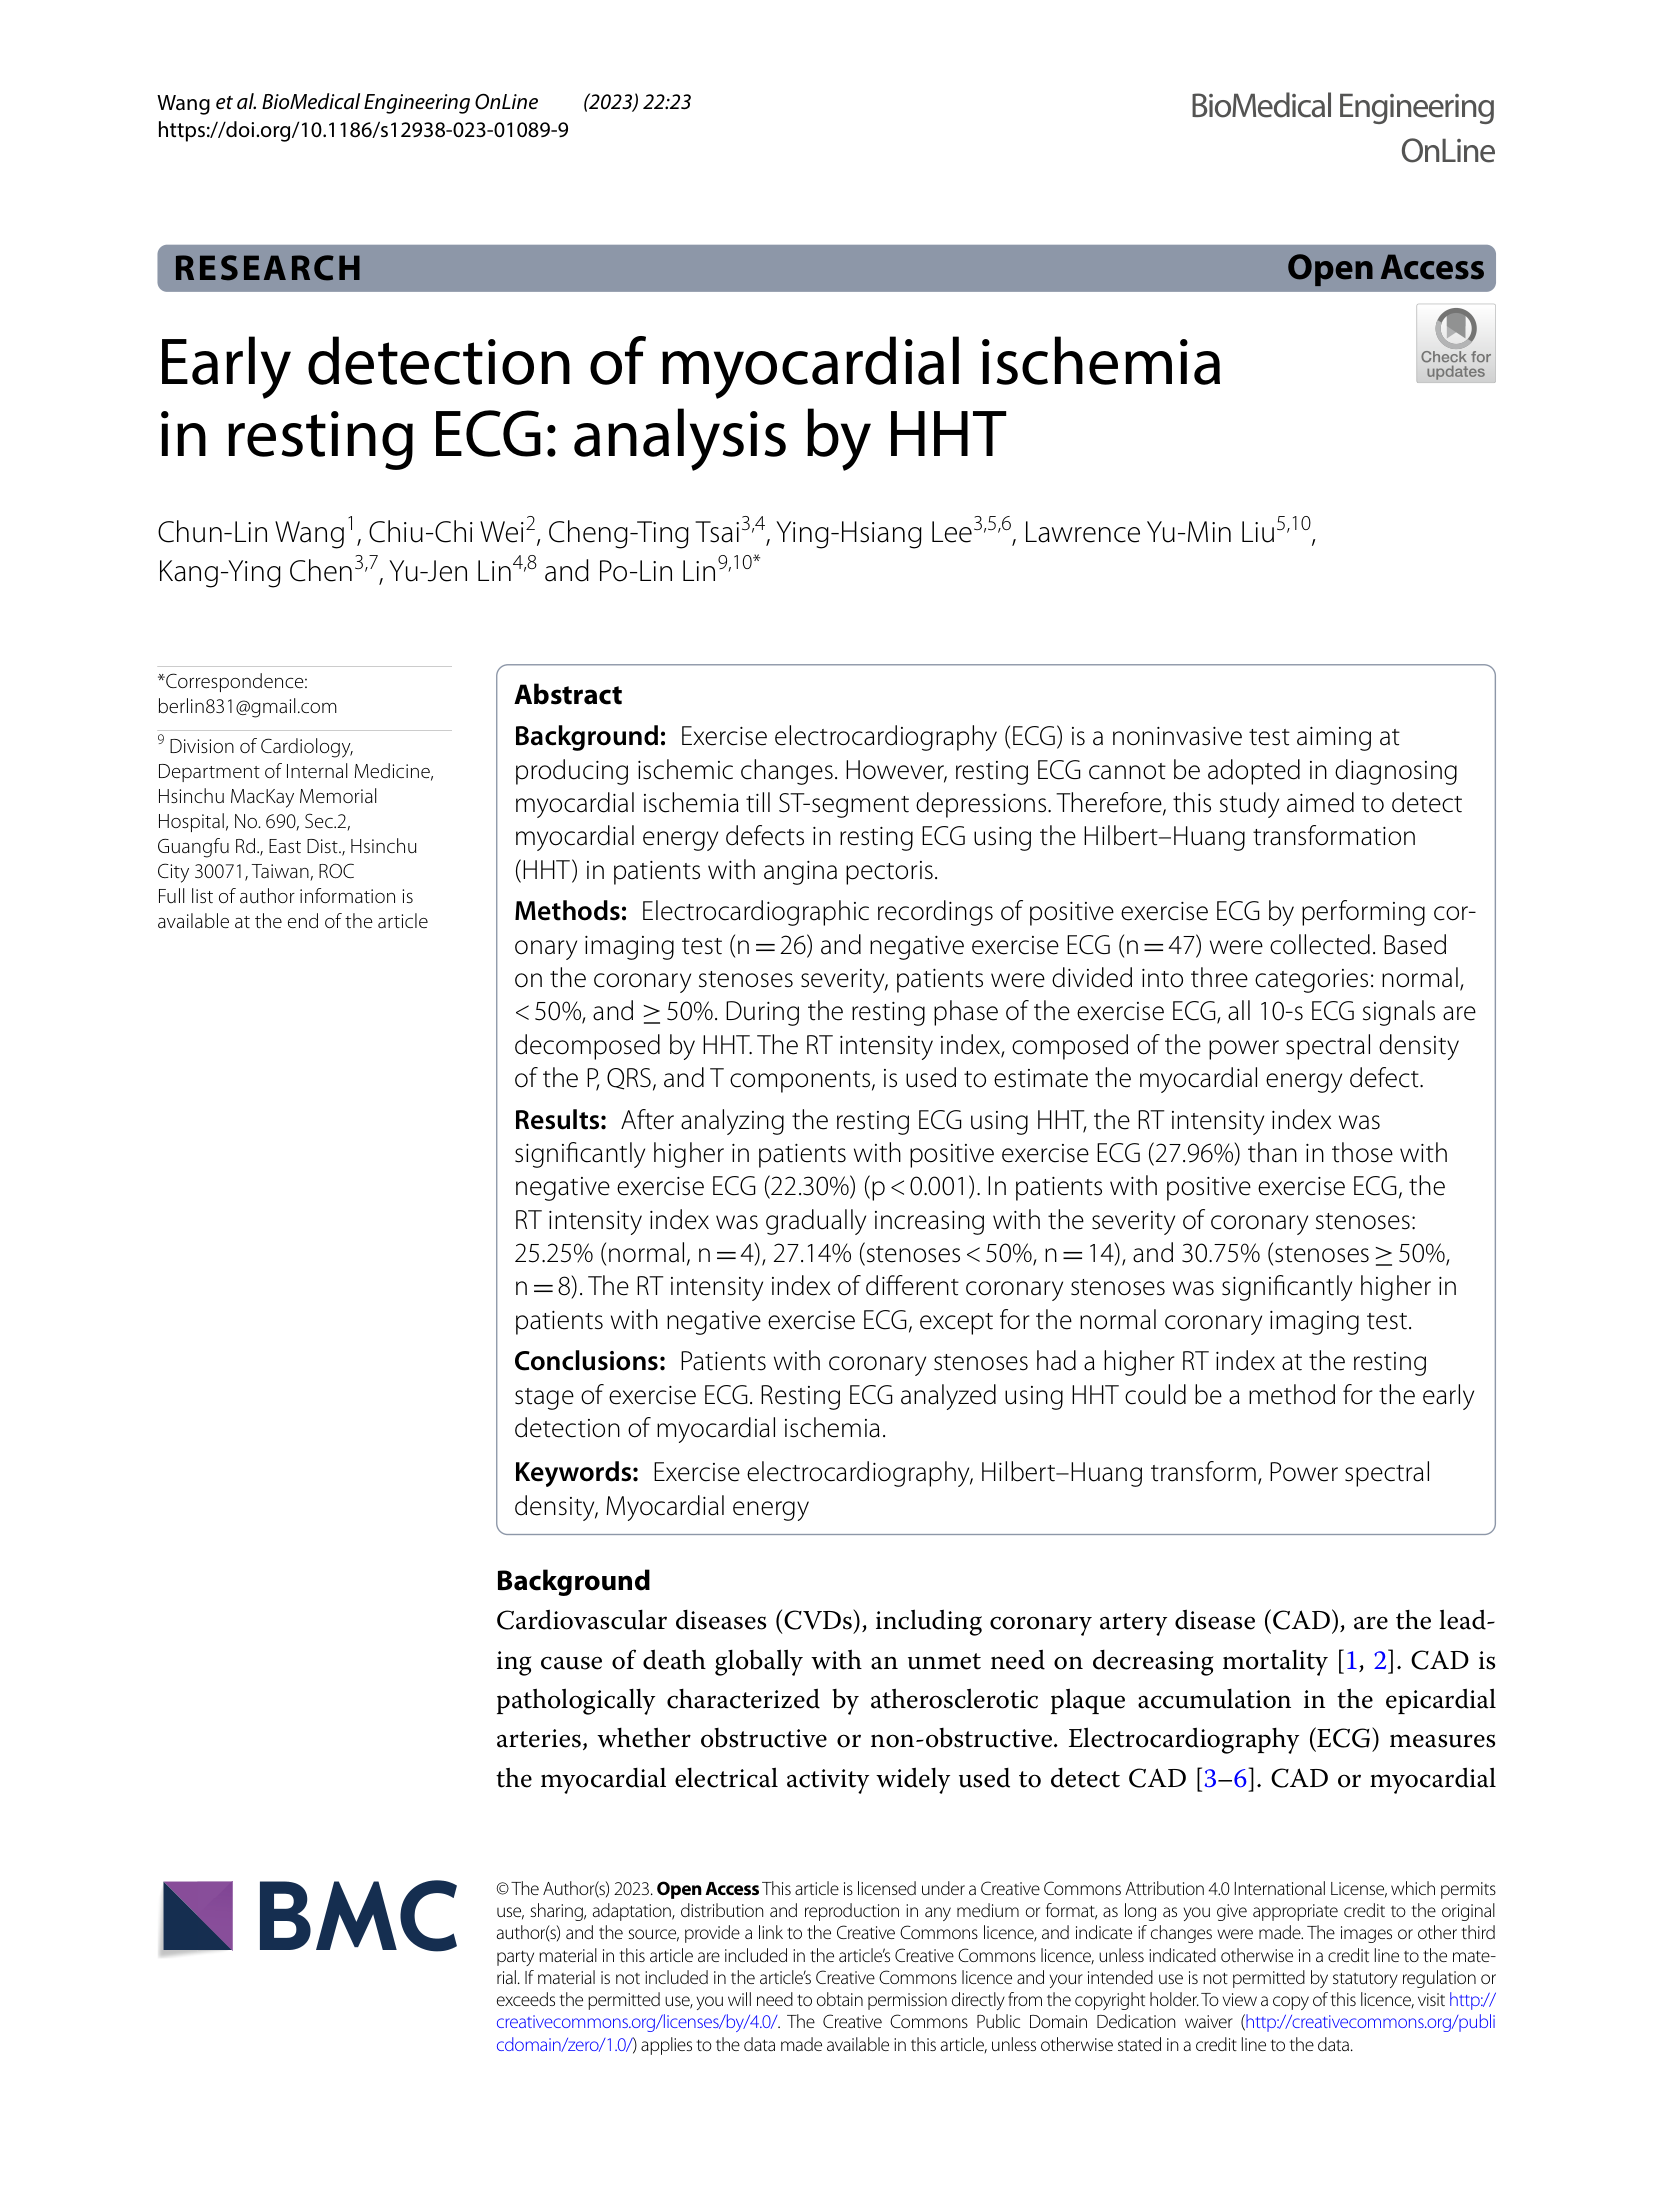 Wang et al. BioMedical Engineering OnLine (2023) 22:23
https://doi.org/10.1186/s12938-023-01089-9
BioMedical Engineering
OnLine
RESEARCH
Open Access
Check for
updates
Early detection of myocardial ischemia
in resting ECG: analysis by HHT
Chun-Lin Wang1, Chiu-Chi Wei2, Cheng-Ting Tsai3,4, Ying-Hsiang Lee3,5,6, Lawrence Yu-Min Liu5,10,
Kang-Ying Chen3,7, Yu-Jen Lin4,8 and Po-Lin Lin9,10*
*Correspondence:
berlin831@gmail.com
9 Division of Cardiology,
Department of Internal Medicine,
Hsinchu MacKay Memorial
Hospital, No. 690, Sec.2,
Guangfu Rd., East Dist., Hsinchu
City 30071, Taiwan, ROC
Full list of author information is
available at the end of the article
Abstract
Background: Exercise electrocardiography (ECG) is a noninvasive test aiming at
producing ischemic changes. However, resting ECG cannot be adopted in diagnosing
myocardial ischemia till ST-segment depressions. Therefore, this study aimed to detect
myocardial energy defects in resting ECG using the Hilbert–Huang transformation
(HHT) in patients with angina pectoris.
Methods: Electrocardiographic recordings of positive exercise ECG by performing cor-
onary imaging test (n = 26) and negative exercise ECG (n = 47) were collected. Based
on the coronary stenoses severity, patients were divided into three categories: normal,
< 50%, and ≥ 50%. During the resting phase of the exercise ECG, all 10-s ECG signals are
decomposed by HHT. The RT intensity index, composed of the power spectral density
of the P, QRS, and T components, is used to estimate the myocardial energy defect.
Results: After analyzing the resting ECG using HHT, the RT intensity index was
significantly higher in patients with positive exercise ECG (27.96%) than in those with
negative exercise ECG (22.30%) (p < 0.001). In patients with positive exercise ECG, the
RT intensity index was gradually increasing with the severity of coronary stenoses:
25.25% (normal, n = 4), 27.14% (stenoses < 50%, n = 14), and 30.75% (stenoses ≥ 50%,
n = 8). The RT intensity index of different coronary stenoses was significantly higher in
patients with negative exercise ECG, except for the normal coronary imaging test.
Conclusions: Patients with coronary stenoses had a higher RT index at the resting
stage of exercise ECG. Resting ECG analyzed using HHT could be a method for the early
detection of myocardial ischemia.
Keywords: Exercise electrocardiography, Hilbert–Huang transform, Power spectral
density, Myocardial energy
Background
Cardiovascular diseases (CVDs), including coronary artery disease (CAD), are the lead-
ing cause of death globally with an unmet need on decreasing mortality [1, 2]. CAD is
pathologically characterized by atherosclerotic plaque accumulation in the epicardial
arteries, whether obstructive or non-obstructive. Electrocardiography (ECG) measures
the myocardial electrical activity widely used to detect CAD [3–6]. CAD or myocardial
BMC
© The Author(s) 2023. Open Access This article is licensed under a Creative Commons Attribution 4.0 International License, which permits
use, sharing, adaptation, distribution and reproduction in any medium or format, as long as you give appropriate credit to the original
author(s) and the source, provide a link to the Creative Commons licence, and indicate if changes were made. The images or other third
party material in this article are included in the article's Creative Commons licence, unless indicated otherwise in a credit line to the mate-
rial. If material is not included in the article's Creative Commons licence and your intended use is not permitted by statutory regulation or
exceeds the permitted use, you will need to obtain permission directly from the copyright holder. To view a copy of this licence, visit http://
creativecommons.org/licenses/by/4.0/. The Creative Commons Public Domain Dedication waiver (http://creativecommons.org/publi
cdomain/zero/1.0/) applies to the data made available in this article, unless otherwise stated in a credit line to the data.